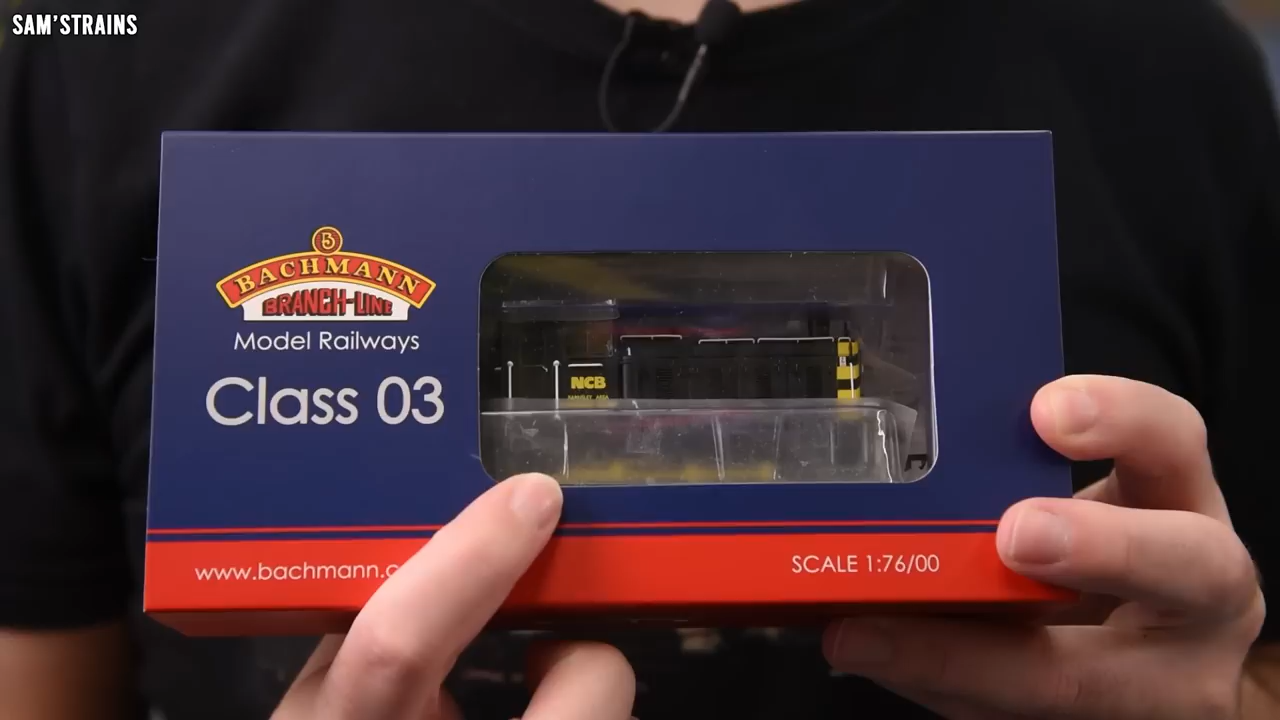 SAM'STRAINS
B
BACHMANN
BRANCH-LINE
Model Railways
Class 03
NCB
www.bachmann.c
SCALE 1:76/00